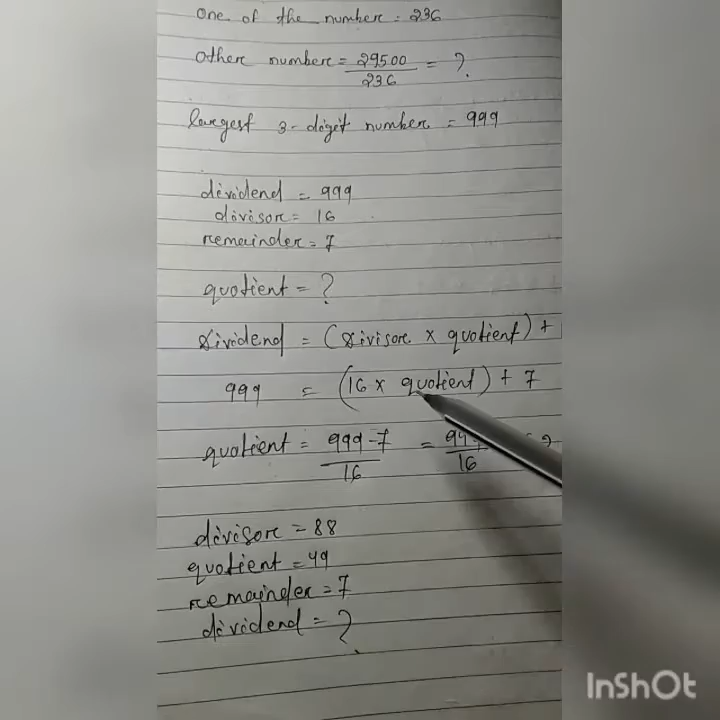 one of the number = 236
other number = 29500 / 236 = ?
largest 3-digit number = 999
dividend = 999
divisor = 16
remainder = 7
quotient = ?
Dividend = (Divisor x quotient) +
999 = (16 x quotient) + 7
quotient = 999-7 / 16 = 99 / 16
divisor = 88
quotient = 49
remainder = 7
dividend = ?
InShOt